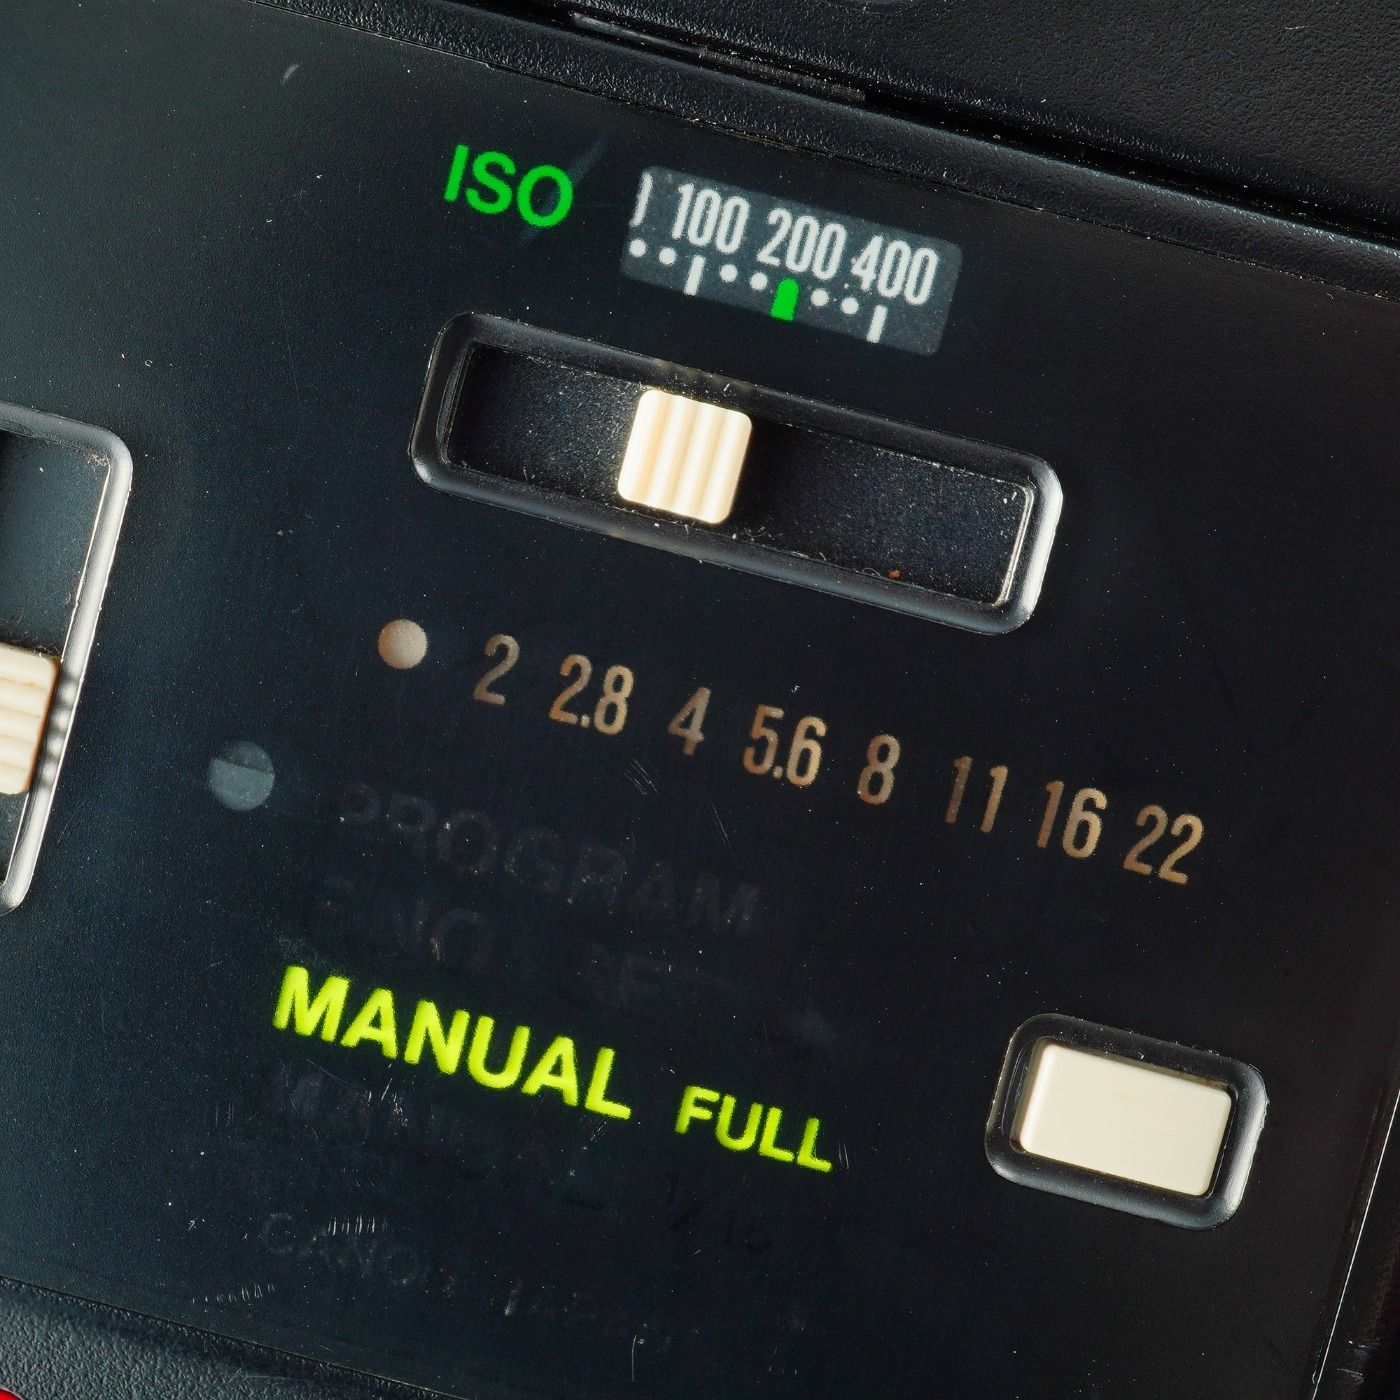 ISO 100 200 400
2 2.8 4 5.6 8 11 16 22
PROGRAM
MANUAL FULL